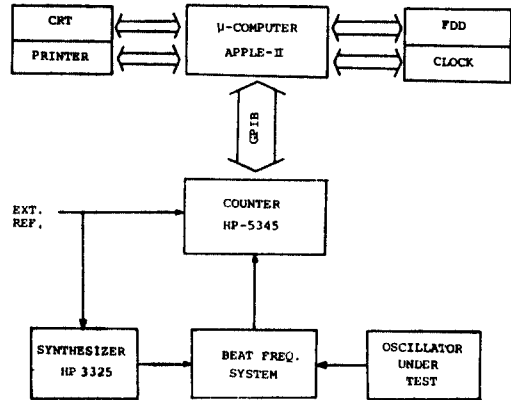 CRT
PRINTER
µ-COMPUTER
APPLE-II
FDD
CLOCK
GPIB
COUNTER
HP-5345
EXT.
REF.
SYNTHESIZER
HP 3325
BEAT FREQ.
SYSTEM
OSCILLATOR
UNDER
TEST